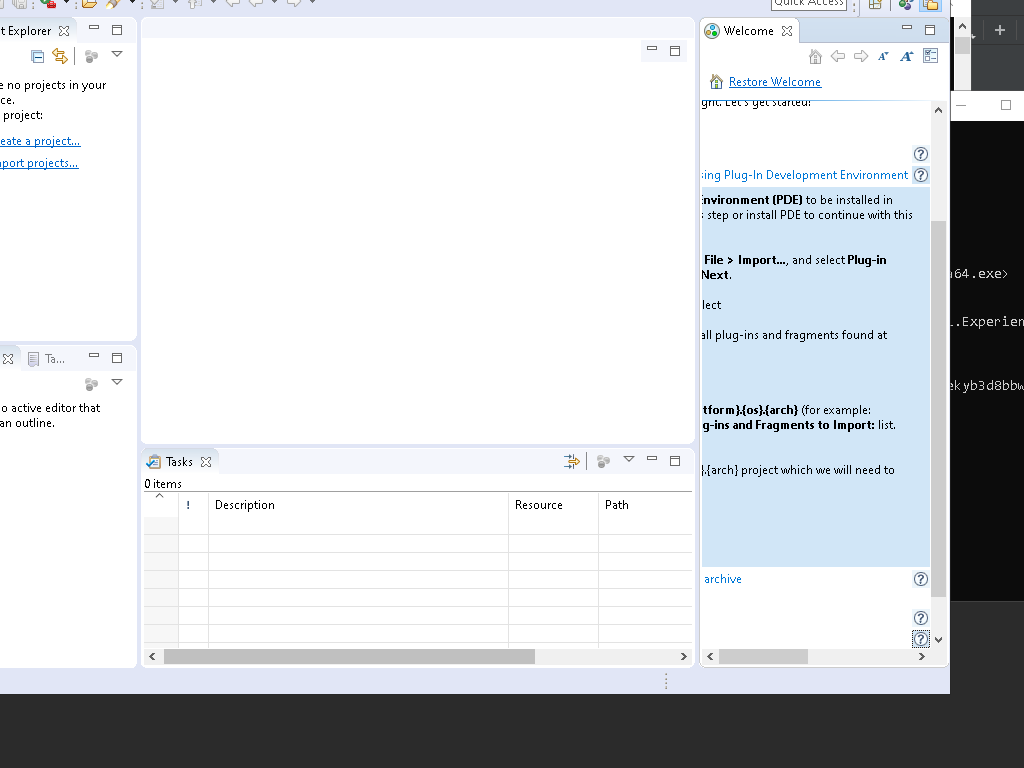 Quick Access
t Explorer
e no projects in your
ce.
project:
eate a project...
port projects...
Ta...
o active editor that
an outline.
Tasks
0 items
!
Description
Resource
Path
Welcome
Restore Welcome
ght. Let's get started!
sing Plug-In Development Environment
Environment (PDE) to be installed in
s step or install PDE to continue with this
File > Import..., and select Plug-in
Next.
lect
all plug-ins and fragments found at
tform}.{os}.{arch} (for example:
g-ins and Fragments to Import: list.
}.{arch} project which we will need to
archive
a64.exe>
l.Experien
ekyb3d8bbw